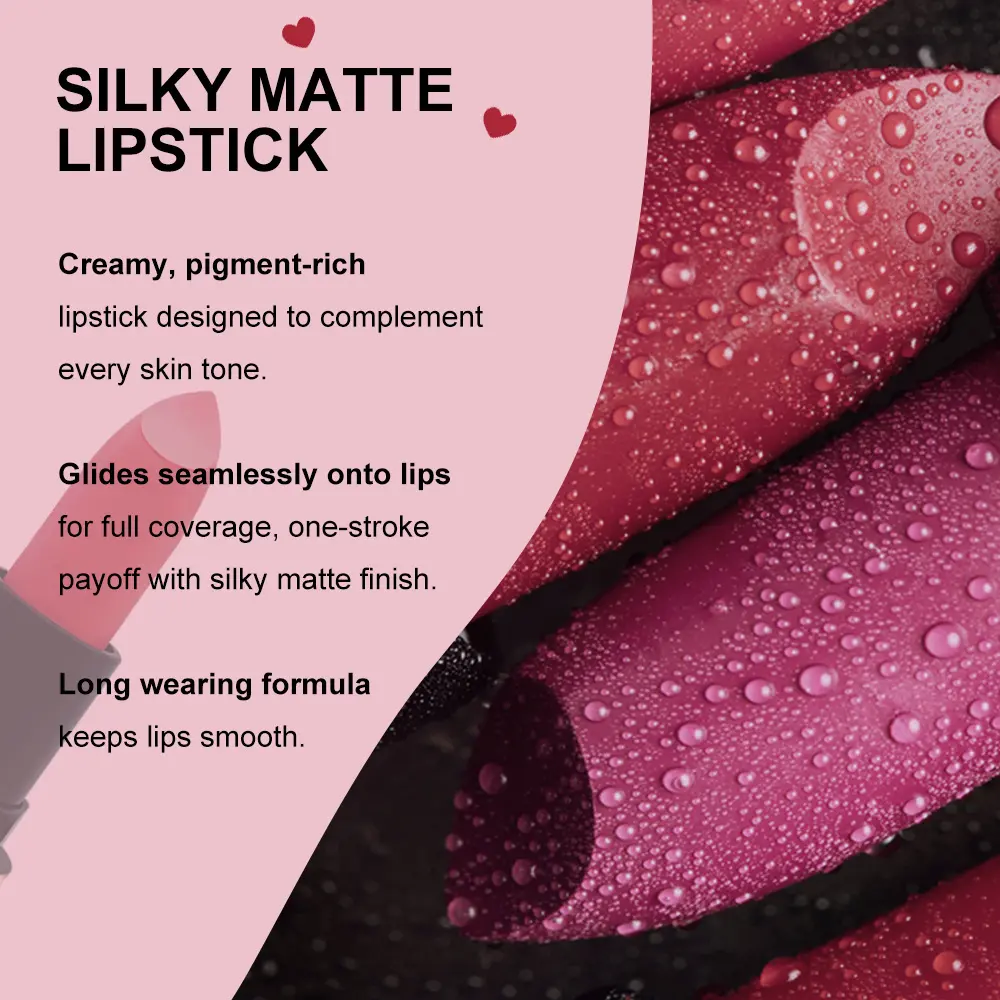 SILKY MATTE
LIPSTICK
Creamy, pigment-rich
lipstick designed to complement
every skin tone.
Glides seamlessly onto lips
for full coverage, one-stroke
payoff with silky matte finish.
Long wearing formula
keeps lips smooth.